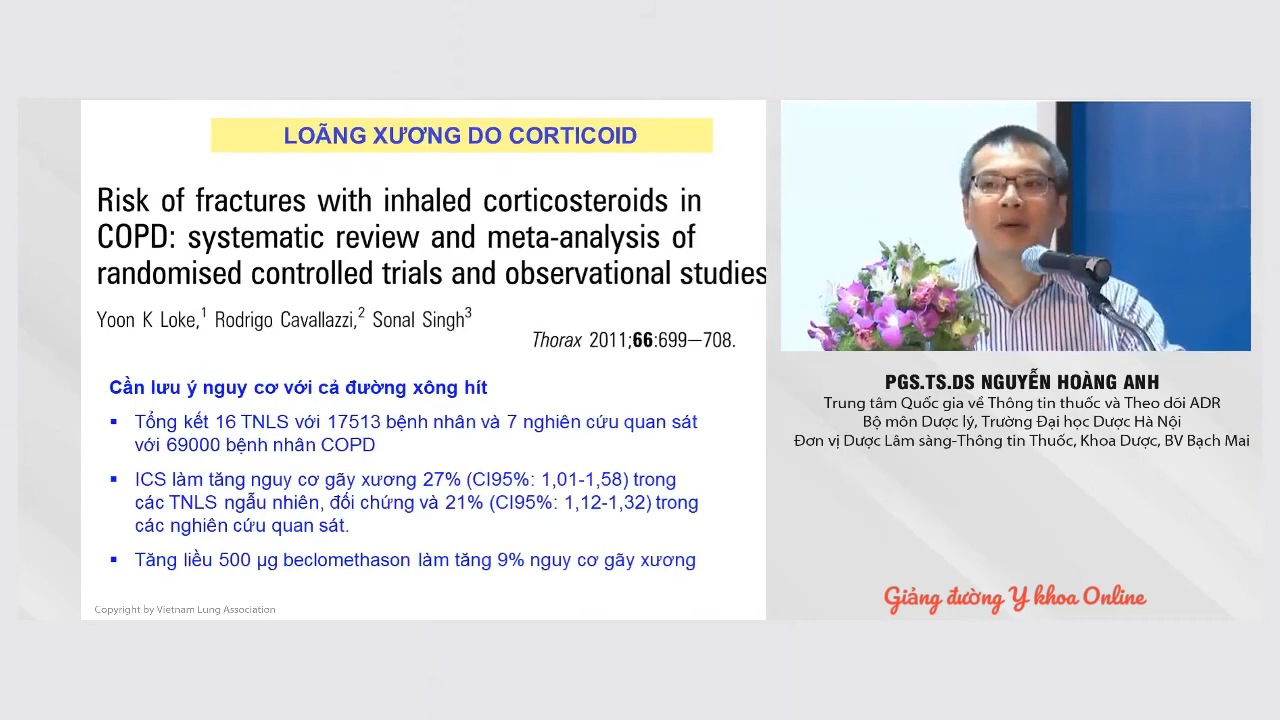 LOÃNG XƯƠNG DO CORTICOID
Risk of fractures with inhaled corticosteroids in
COPD: systematic review and meta-analysis of
randomised controlled trials and observational studies
Yoon K Loke,¹ Rodrigo Cavallazzi,² Sonal Singh³
Thorax 2011;66:699–708.
Cần lưu ý nguy cơ với cả đường xông hít
▪ Tổng kết 16 TNLS với 17513 bệnh nhân và 7 nghiên cứu quan sát
với 69000 bệnh nhân COPD
▪ ICS làm tăng nguy cơ gãy xương 27% (CI95%: 1,01-1,58) trong
các TNLS ngẫu nhiên, đối chứng và 21% (CI95%: 1,12-1,32) trong
các nghiên cứu quan sát.
▪ Tăng liều 500 µg beclomethason làm tăng 9% nguy cơ gãy xương
Copyright by Vietnam Lung Association
PGS.TS.DS NGUYỄN HOÀNG ANH
Trung tâm Quốc gia về Thông tin thuốc và Theo dõi ADR
Bộ môn Dược lý, Trường Đại học Dược Hà Nội
Đơn vị Dược Lâm sàng-Thông tin Thuốc, Khoa Dược, BV Bạch Mai
Giảng đường Y khoa Online